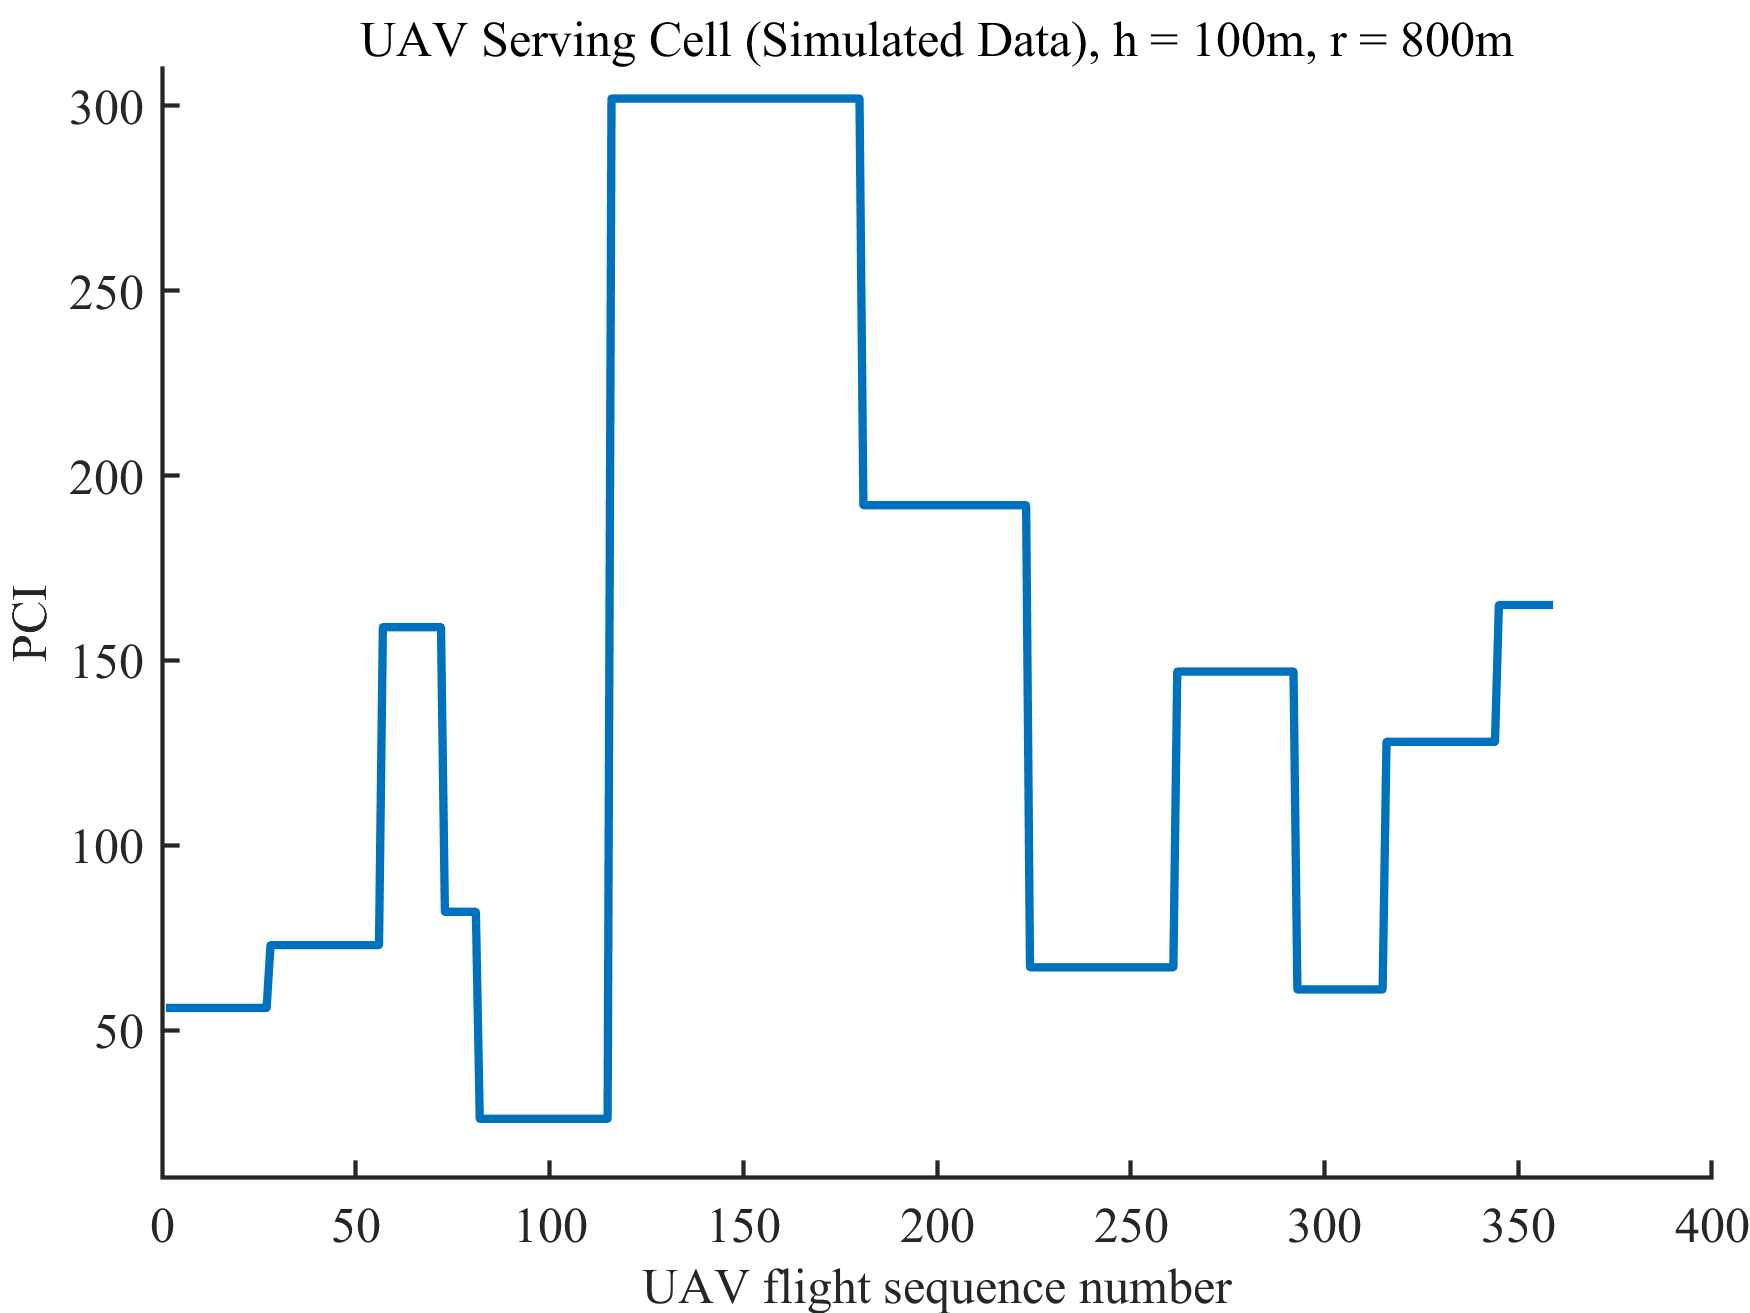 UAV Serving Cell (Simulated Data), h = 100m, r = 800m
300
250
200
150
100
50
PCI
0 50 100 150 200 250 300 350 400
UAV flight sequence number